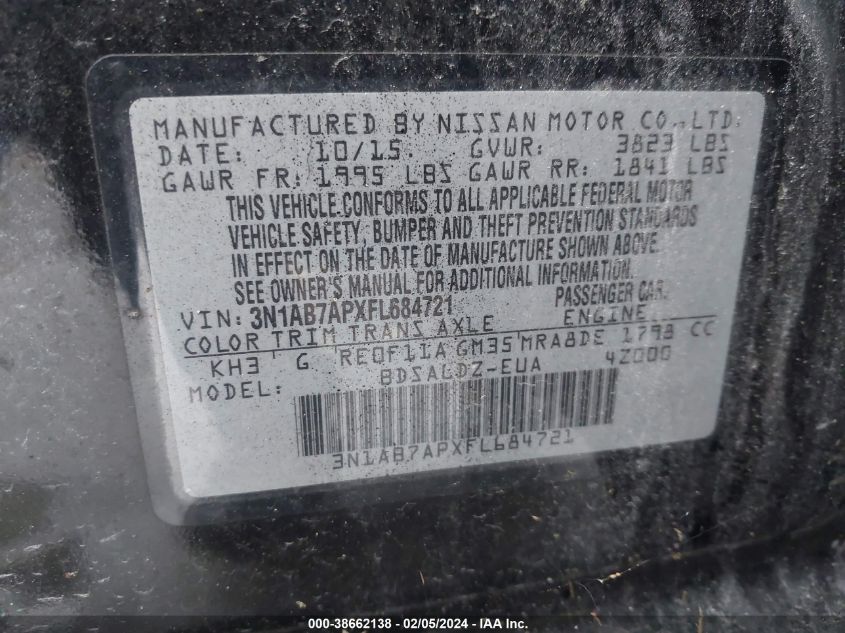 MANUFACTURED BY NISSAN MOTOR CO., LTD.
DATE: 10/15. GVWR: 3823 LBS
GAWR FR: 1995 LBS GAWR RR: 1841 LBS
THIS VEHICLE CONFORMS TO ALL APPLICABLE FEDERAL MOTOR
VEHICLE SAFETY, BUMPER AND THEFT PREVENTION STANDARDS
IN EFFECT ON THE DATE OF MANUFACTURE SHOWN ABOVE.
SEE OWNER'S MANUAL FOR ADDITIONAL INFORMATION.
VIN: 3N1AB7APXFL684721 PASSENGER CAR.
COLOR TRIM TRANS AXLE ENGINE
KH3 G RE0F11A GM35 MRA8DE 1798 CC
MODEL: BDSALDZ-EUA 4Z000
3N1AB7APXFL684721
000-38662138 - 02/05/2024 - IAAI.com